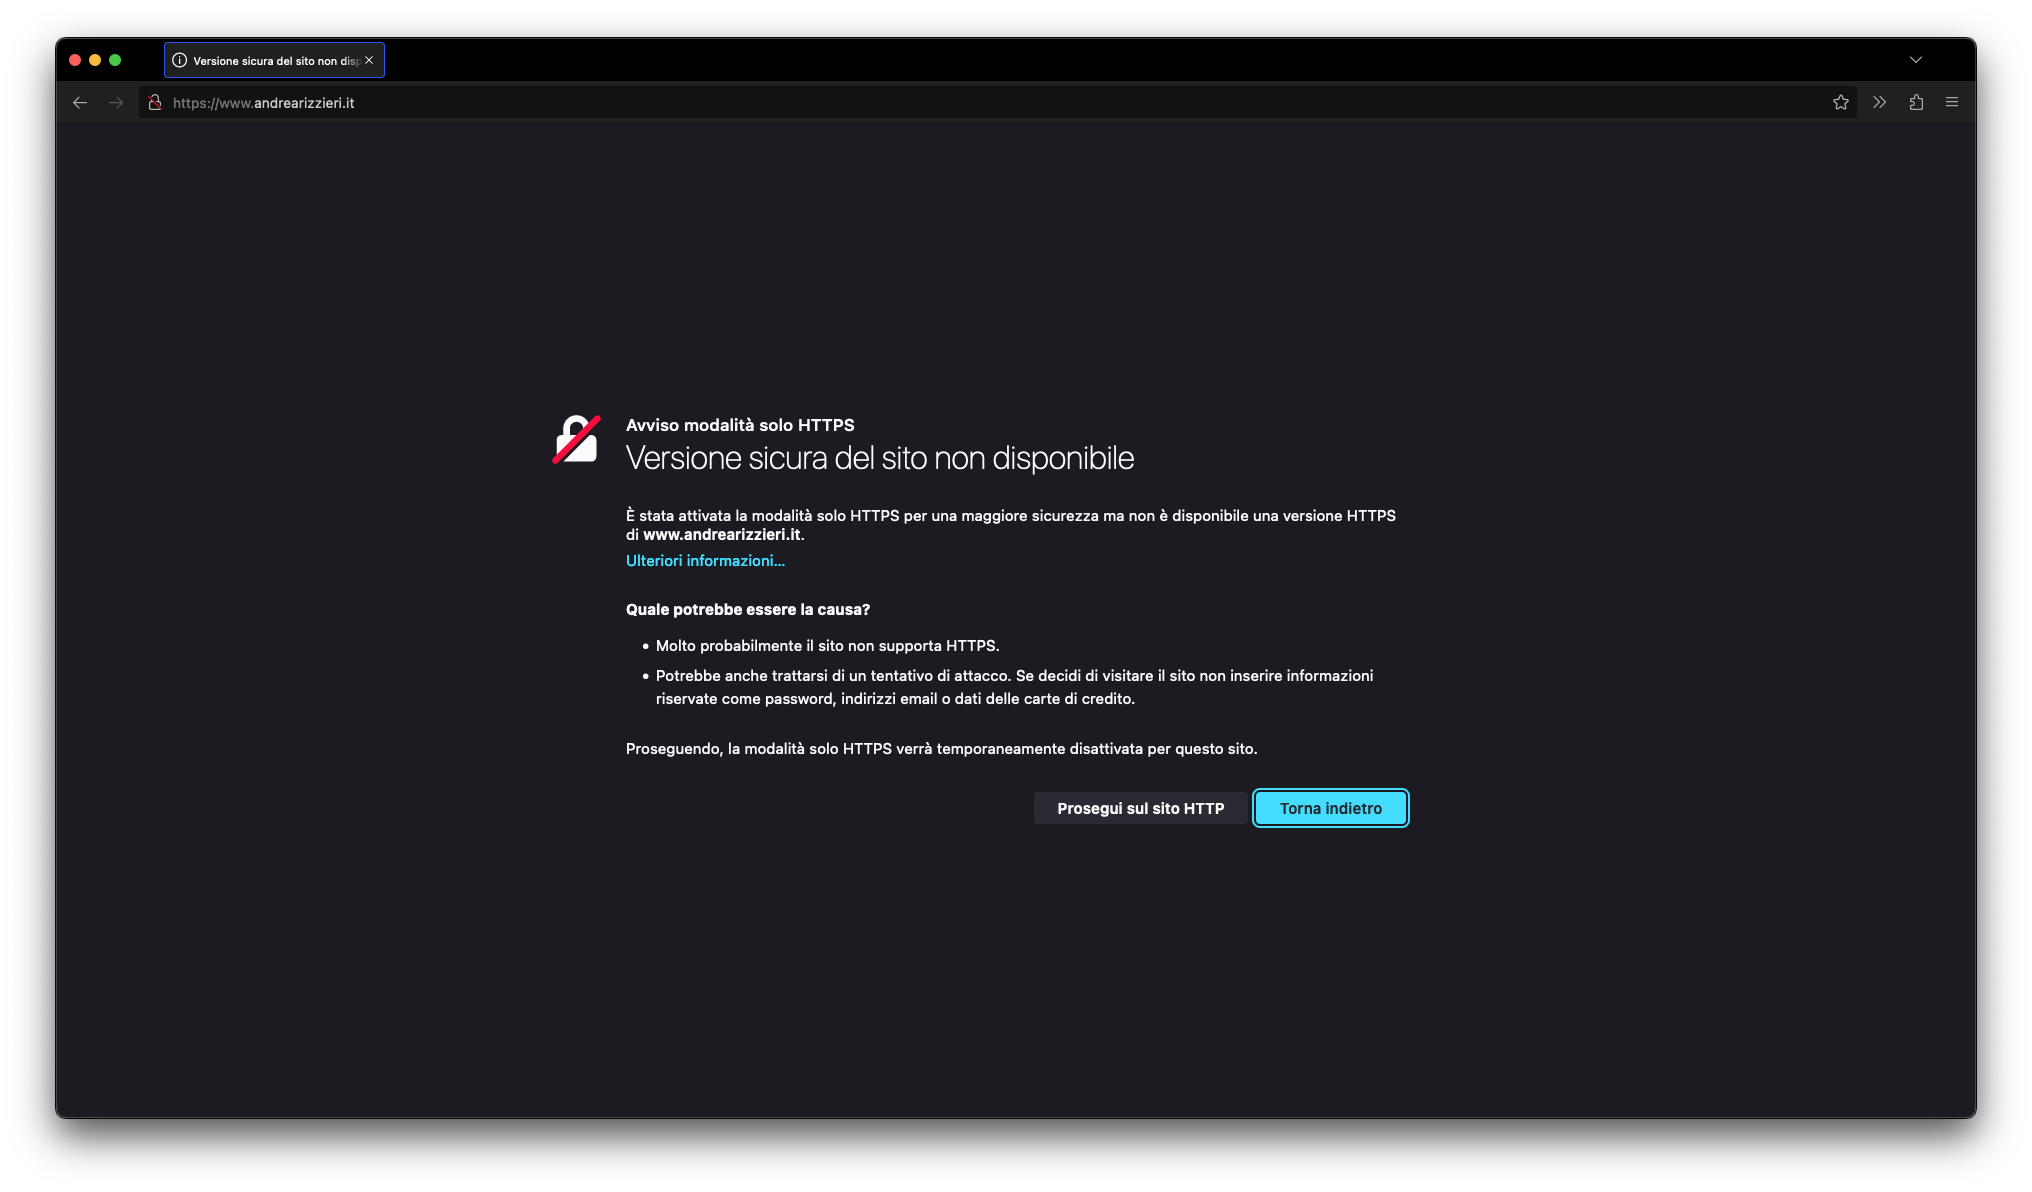 Versione sicura del sito non disp
https://www.andrearizzieri.it
Avviso modalità solo HTTPS
Versione sicura del sito non disponibile
È stata attivata la modalità solo HTTPS per una maggiore sicurezza ma non è disponibile una versione HTTPS
di www.andrearizzieri.it.
Ulteriori informazioni…
Quale potrebbe essere la causa?
• Molto probabilmente il sito non supporta HTTPS.
• Potrebbe anche trattarsi di un tentativo di attacco. Se decidi di visitare il sito non inserire informazioni
riservate come password, indirizzi email o dati delle carte di credito.
Proseguendo, la modalità solo HTTPS verrà temporaneamente disattivata per questo sito.
Prosegui sul sito HTTP
Torna indietro